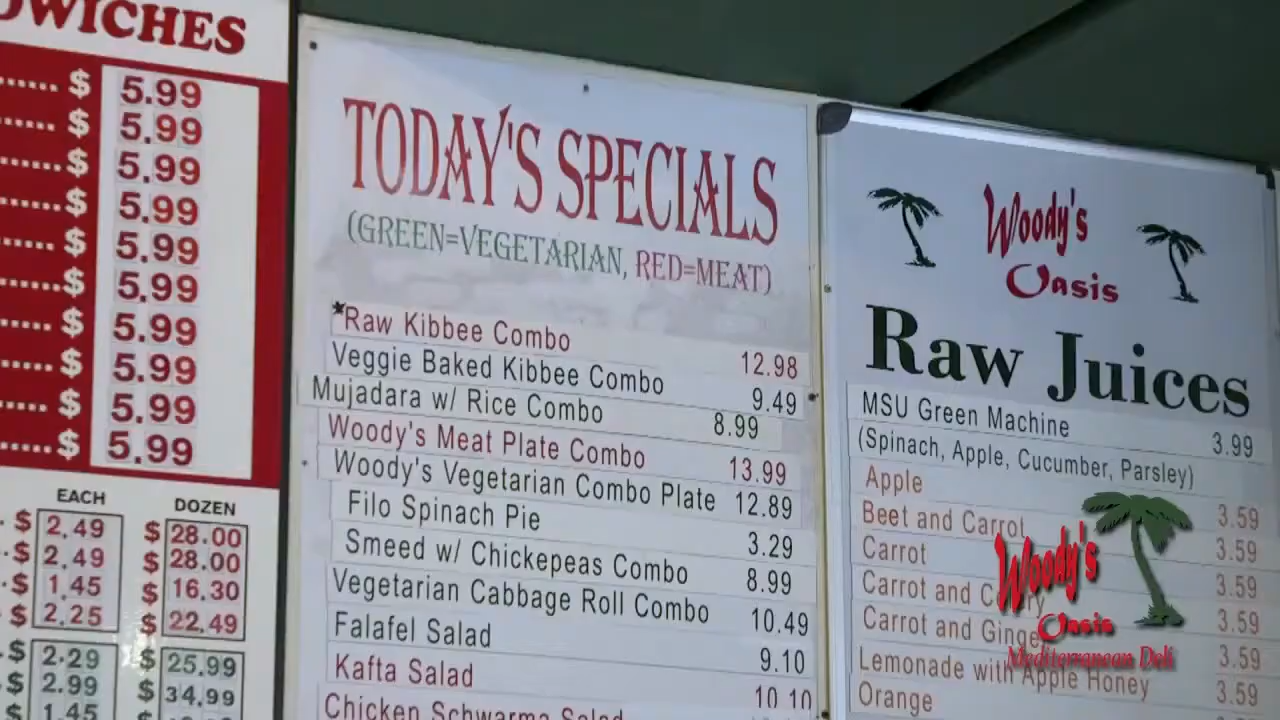 WICHES
$ 5.99
$ 5.99
$ 5.99
$ 5.99
$ 5.99
$ 5.99
$ 5.99
$ 5.99
$ 5.99
$ 5.99
EACH DOZEN
$ 2.49 $ 28.00
$ 2.49 $ 28.00
$ 1.45 $ 16.30
$ 2.25 $ 22.49
$ 2.29 $ 25.99
$ 2.99 $ 34.99
$ 1.45 $
TODAY'S SPECIALS
(GREEN=VEGETARIAN, RED=MEAT)
*Raw Kibbee Combo 12.98
Veggie Baked Kibbee Combo 9.49
Mujadara w/ Rice Combo 8.99
Woody's Meat Plate Combo 13.99
Woody's Vegetarian Combo Plate 12.89
Filo Spinach Pie 3.29
Smeed w/ Chickepeas Combo 8.99
Vegetarian Cabbage Roll Combo 10.49
Falafel Salad 9.10
Kafta Salad 10.10
Chicken Schwarma Salad
Woody's
Oasis
Raw Juices
MSU Green Machine 3.99
(Spinach, Apple, Cucumber, Parsley)
Apple 3.59
Beet and Carrot 3.59
Carrot 3.59
Carrot and 3.59
Carrot and Ginge 3.59
Lemonade with Apple Honey 3.59
Orange
Woody's
Oasis
Mediterranean Deli